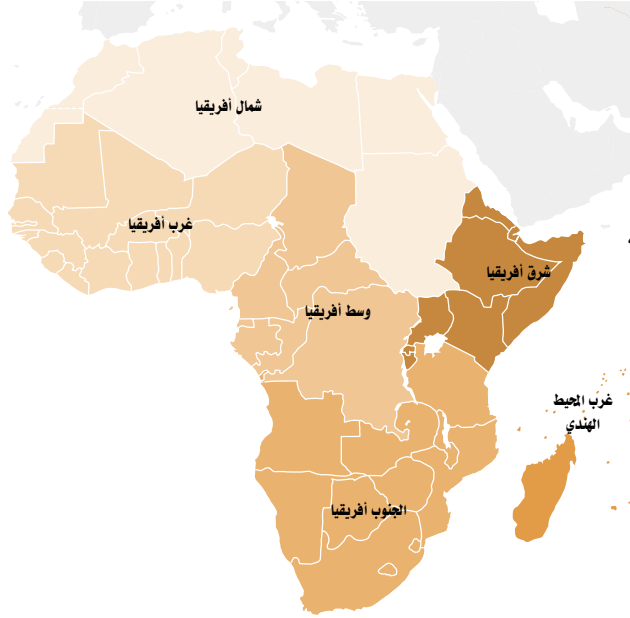 شمال أفريقيا
غرب أفريقيا
شرق أفريقيا
وسط أفريقيا
غرب المحيط
الهندي
الجنوب أفريقيا